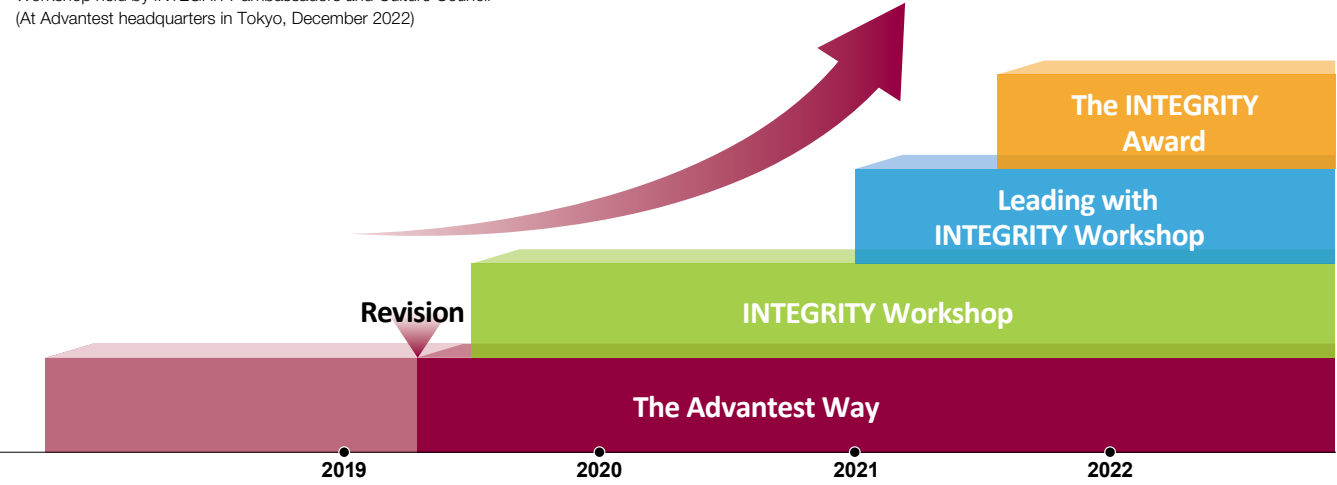 (At Advantest headquarters in Tokyo, December 2022)
The INTEGRITY
Award
Leading with
INTEGRITY Workshop
Revision
INTEGRITY Workshop
The Advantest Way
2019
2020
2021
2022